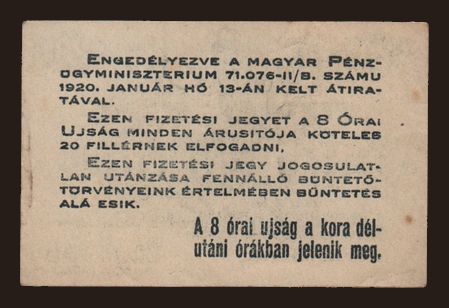 ENGEDÉLYEZVE A MAGYAR PÉNZ-
ÜGYMINISZTERIUM 71.076-II/B. SZÁMU
1920. JANUÁR HÓ 13-ÁN KELT ÁTIRA-
TÁVAL.
EZEN FIZETÉSI JEGYET A 8 ÓRAI
UJSÁG MINDEN ÁRUSITÓJA KÖTELES
20 FILLÉRNEK ELFOGADNI.
EZEN FIZETÉSI JEGY JOGOSULAT-
LAN UTÁNZÁSA FENNÁLLÓ BÜNTETŐ-
TÖRVÉNYEINK ÉRTELMÉBEN BÜNTETÉS
ALÁ ESIK.
A 8 órai ujság a kora dél-
utáni órákban jelenik meg.